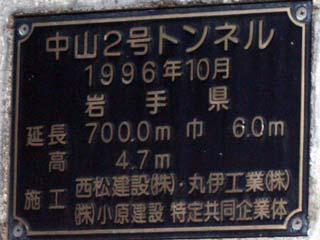 中山2号トンネル
1996年10月
岩手県
延長 700.0m 巾 6.0m
高 4.7m
施工 西松建設(株)・丸伊工業(株)
(株)小原建設 特定共同企業体